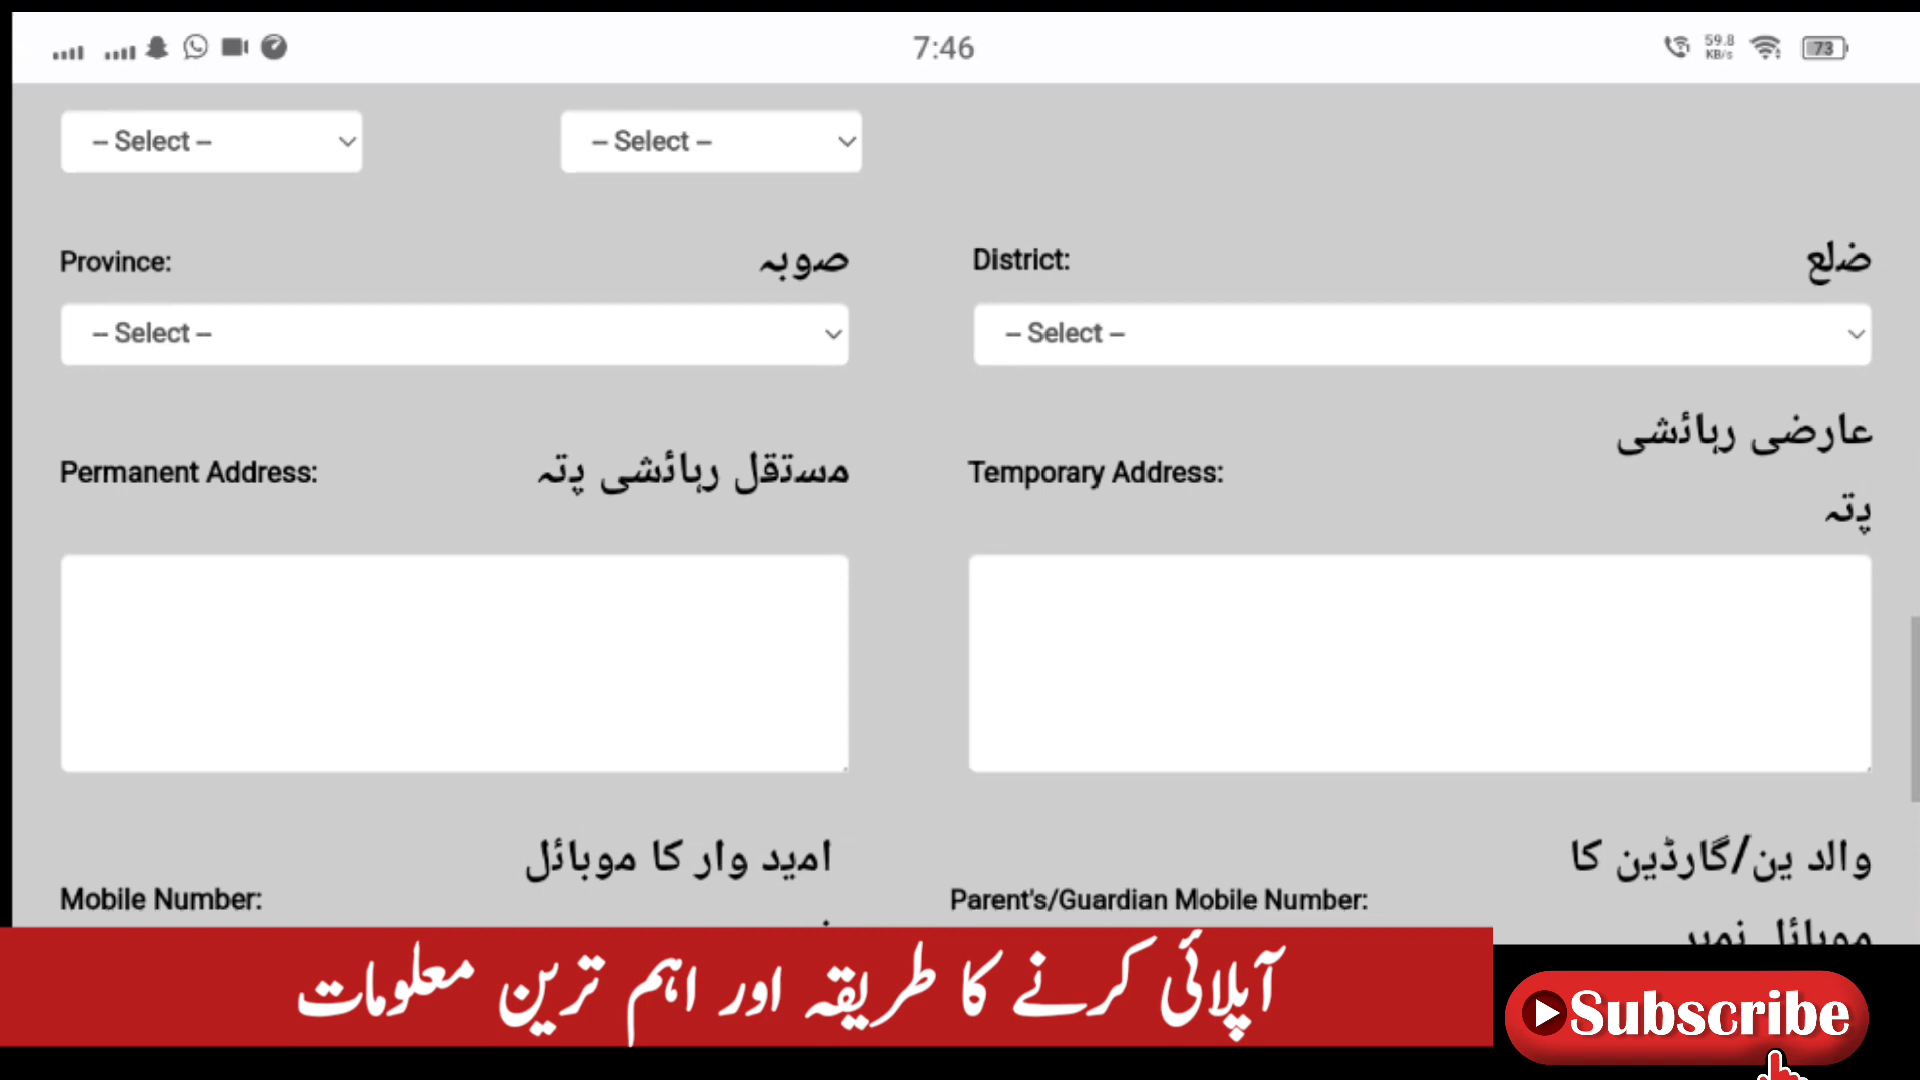 7:46
59.8
KB/s
73
-- Select --
-- Select --
Province:
صوبہ
District:
ضلع
-- Select --
-- Select --
Permanent Address:
مستقل رہائشی پتہ
Temporary Address:
عارضی رہائشی
پتہ
Mobile Number:
امید وار کا موبائل
Parent's/Guardian Mobile Number:
والد ین/گارڈین کا
موبائل نمبر
آپلائی کرنے کا طریقہ اور اہم ترین معلومات
Subscribe